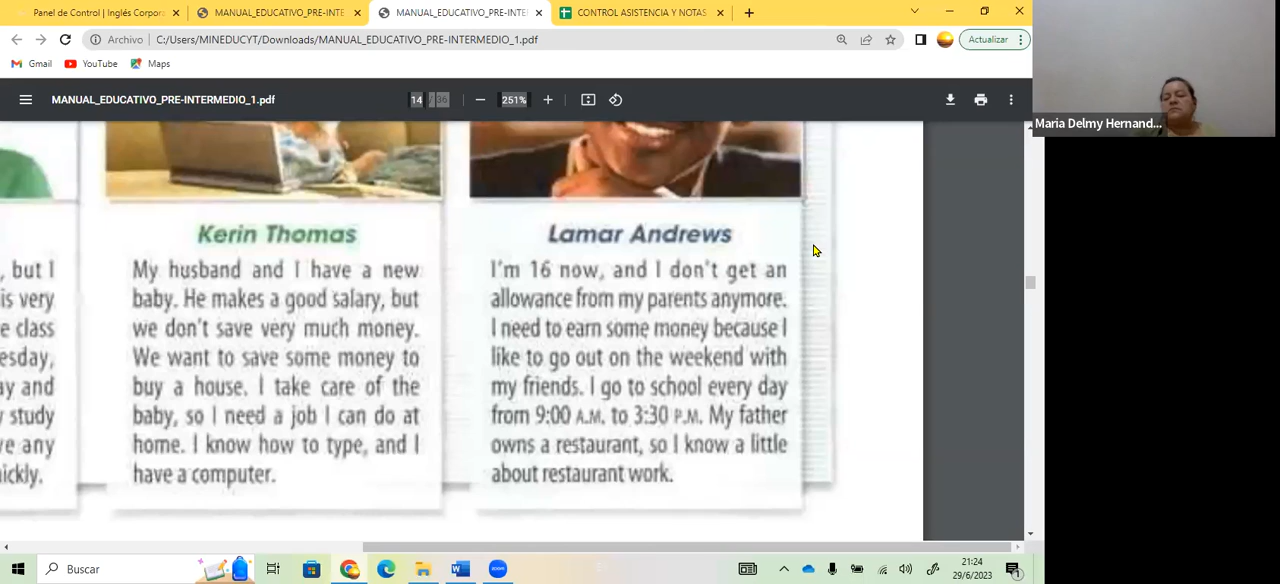 Panel de Control | Inglés Corpora
MANUAL_EDUCATIVO_PRE-INTE
MANUAL_EDUCATIVO_PRE-INTE
CONTROL ASISTENCIA Y NOTAS
Archivo
C:/Users/MINEDUCYT/Downloads/MANUAL_EDUCATIVO_PRE-INTERMEDIO_1.pdf
Actualizar
Gmail
YouTube
Maps
MANUAL_EDUCATIVO_PRE-INTERMEDIO_1.pdf
14 / 36
251%
Maria Delmy Hernand...
, but I
is very
e class
esday,
ay and
y study
ve any
ickly.
Kerin Thomas
My husband and I have a new
baby. He makes a good salary, but
we don't save very much money.
We want to save some money to
buy a house. I take care of the
baby, so I need a job I can do at
home. I know how to type, and I
have a computer.
Lamar Andrews
I'm 16 now, and I don't get an
allowance from my parents anymore.
I need to earn some money because I
like to go out on the weekend with
my friends. I go to school every day
from 9:00 A.M. to 3:30 P.M. My father
owns a restaurant, so I know a little
about restaurant work.
Buscar
21:24
29/6/2023